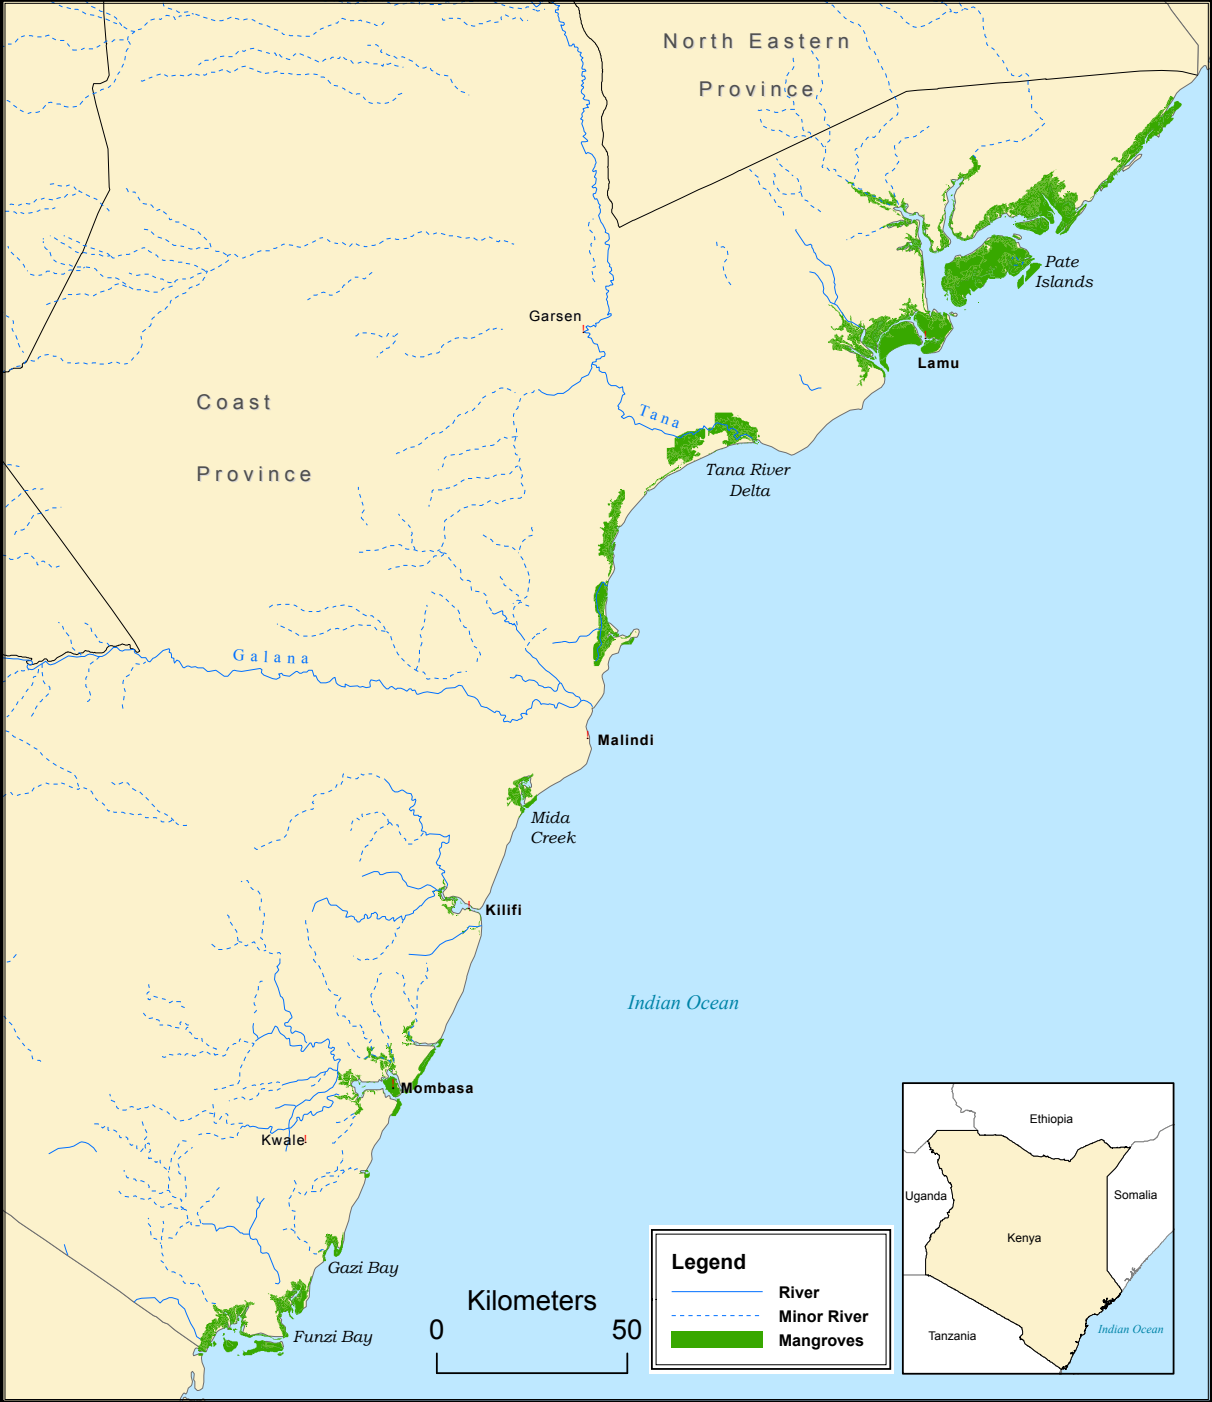 North Eastern
Province
Pate
Islands
Garsen
Lamu
Coast
Tana
Province
Tana River
Delta
Galana
Malindi
Mida
Creek
Kilifi
Indian Ocean
Mombasa
Kwale
Gazi Bay
Funzi Bay
Kilometers
0 50
Legend
River
Minor River
Mangroves
Ethiopia
Uganda
Somalia
Kenya
Tanzania
Indian Ocean